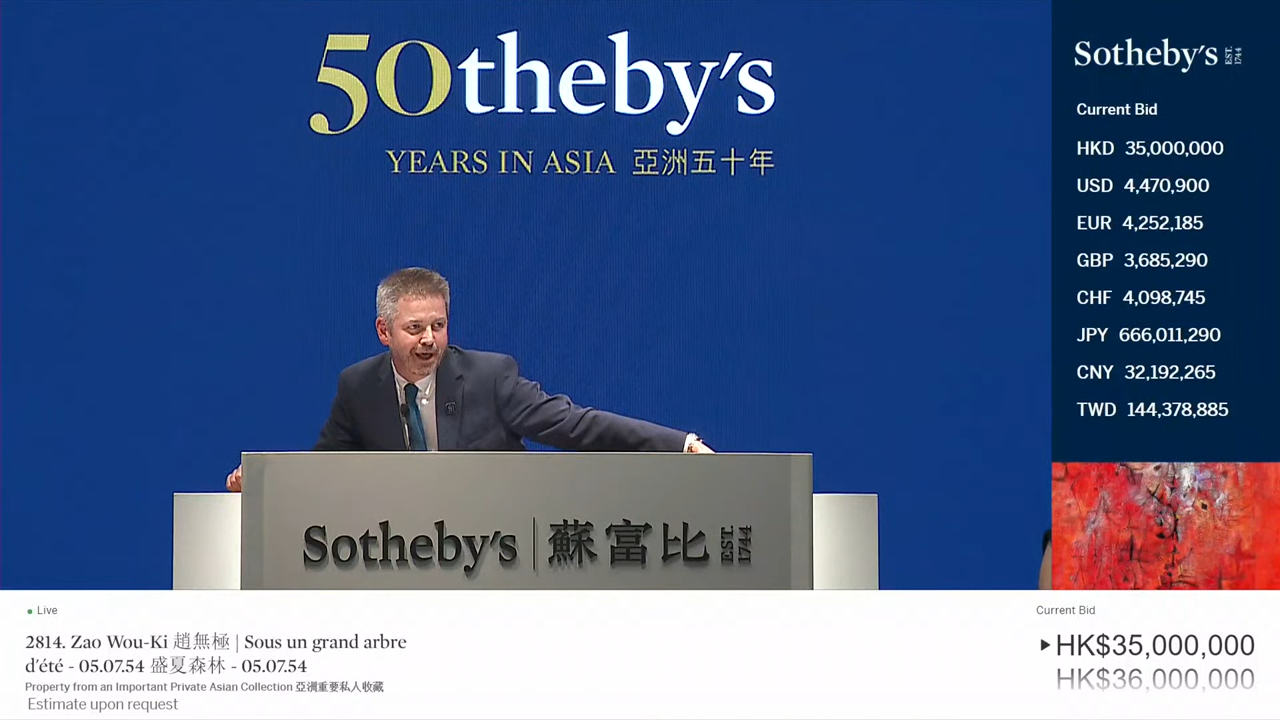 50theby's
YEARS IN ASIA 亞洲五十年
Sotheby's | 蘇富比 EST. 1744
Sotheby's EST. 1744
Current Bid
HKD 35,000,000
USD 4,470,900
EUR 4,252,185
GBP 3,685,290
CHF 4,098,745
JPY 666,011,290
CNY 32,192,265
TWD 144,378,885
Live
2814. Zao Wou-Ki 趙無極 | Sous un grand arbre
d'été - 05.07.54 盛夏森林 - 05.07.54
Property from an Important Private Asian Collection 亞洲重要私人收藏
Estimate upon request
Current Bid
HK$35,000,000
HK$36,000,000